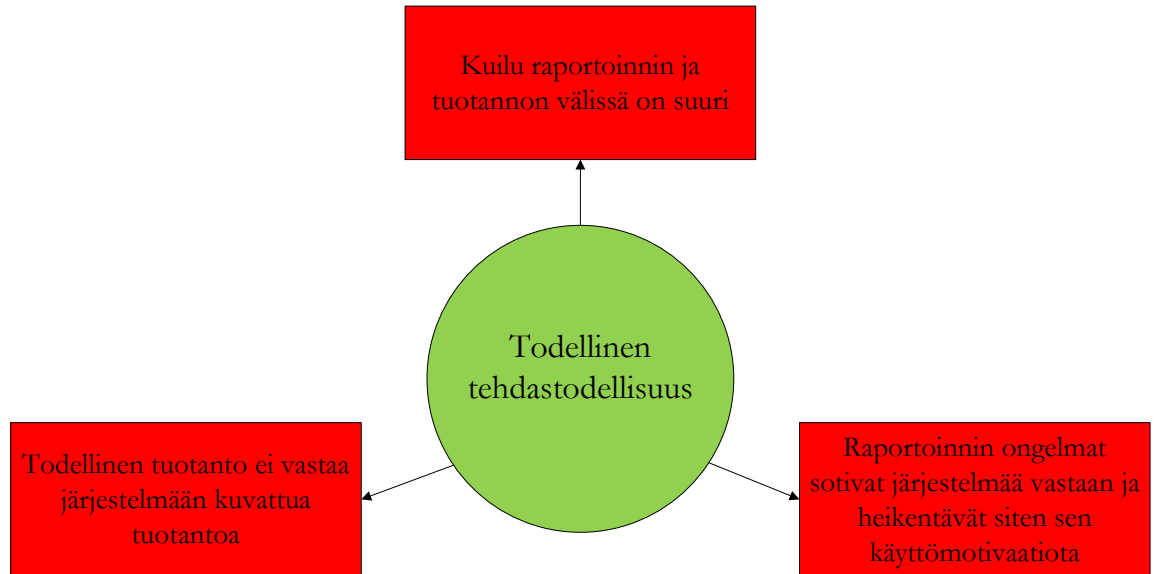 Kuilu raportoinnin ja
tuotannon välissä on suuri
Todellinen
tehdastodellisuus
Todellinen tuotanto ei vastaa
järjestelmään kuvattua
tuotantoa
Raportoinnin ongelmat
sotivat järjestelmää vastaan ja
heikentävät siten sen
käyttömotivaatiota